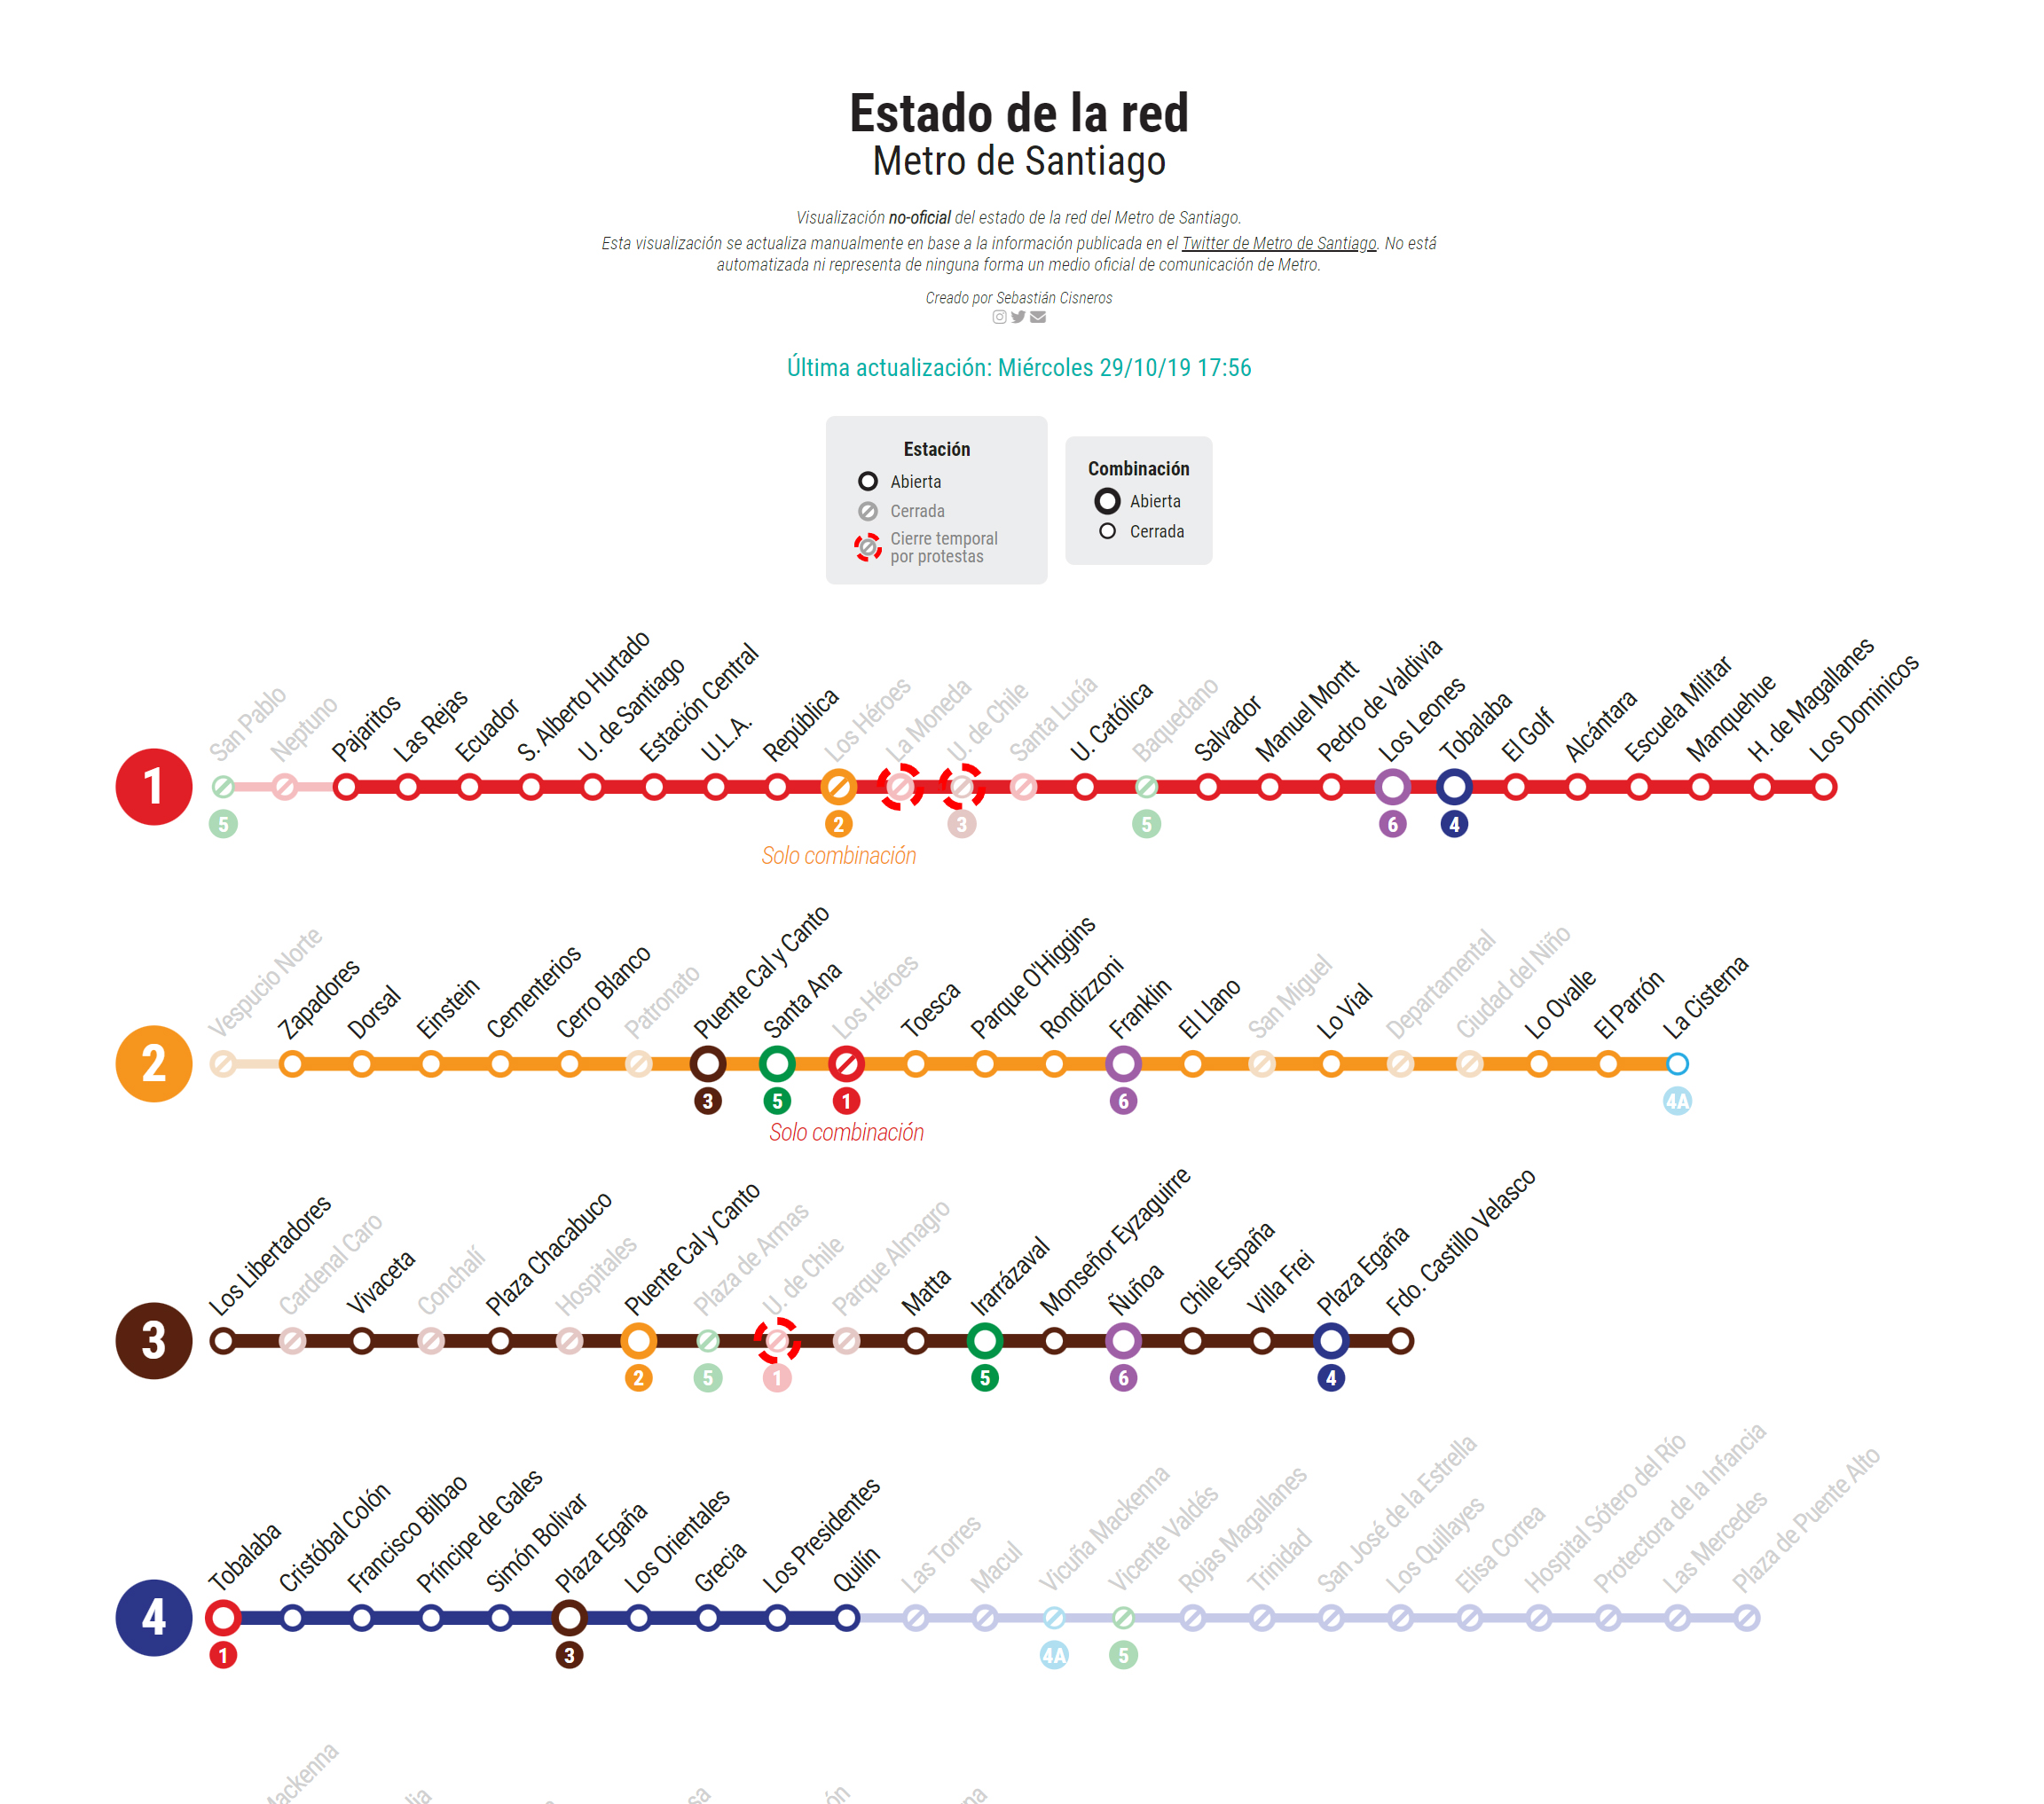 Estado de la red
Metro de Santiago
Visualización no-oficial del estado de la red del Metro de Santiago.
Esta visualización se actualiza manualmente en base a la información publicada en el Twitter de Metro de Santiago. No está
automatizada ni representa de ninguna forma un medio oficial de comunicación de Metro.
Creado por Sebastián Cisneros
Última actualización: Miércoles 29/10/19 17:56
Estación
Abierta
Cerrada
Cierre temporal
por protestas
Combinación
Abierta
Cerrada
1
San Pablo
Neptuno
Pajaritos
Las Rejas
Ecuador
S. Alberto Hurtado
U. de Santiago
Estación Central
U.L.A.
República
Los Héroes
La Moneda
U. de Chile
Santa Lucía
U. Católica
Baquedano
Salvador
Manuel Montt
Pedro de Valdivia
Los Leones
Tobalaba
El Golf
Alcántara
Escuela Militar
Manquehue
H. de Magallanes
Los Dominicos
5
2
3
5
6
4
Solo combinación
2
Vespucio Norte
Zapadores
Dorsal
Einstein
Cementerios
Cerro Blanco
Patronato
Puente Cal y Canto
Santa Ana
Los Héroes
Toesca
Parque O'Higgins
Rondizzoni
Franklin
El Llano
San Miguel
Lo Vial
Departamental
Ciudad del Niño
Lo Ovalle
El Parrón
La Cisterna
3
5
1
6
4A
Solo combinación
3
Los Libertadores
Cardenal Caro
Vivaceta
Conchalí
Plaza Chacabuco
Hospitales
Puente Cal y Canto
Plaza de Armas
U. de Chile
Parque Almagro
Matta
Irarrázaval
Monseñor Eyzaguirre
Ñuñoa
Chile España
Villa Frei
Plaza Egaña
Fdo. Castillo Velasco
2
5
1
5
6
4
4
Tobalaba
Cristóbal Colón
Francisco Bilbao
Príncipe de Gales
Simón Bolivar
Plaza Egaña
Los Orientales
Grecia
Los Presidentes
Quilín
Las Torres
Macul
Vicuña Mackenna
Vicente Valdés
Rojas Magallanes
Trinidad
San José de la Estrella
Los Quillayes
Elisa Correa
Hospital Sótero del Río
Protectora de la Infancia
Las Mercedes
Plaza de Puente Alto
1
3
4A
5